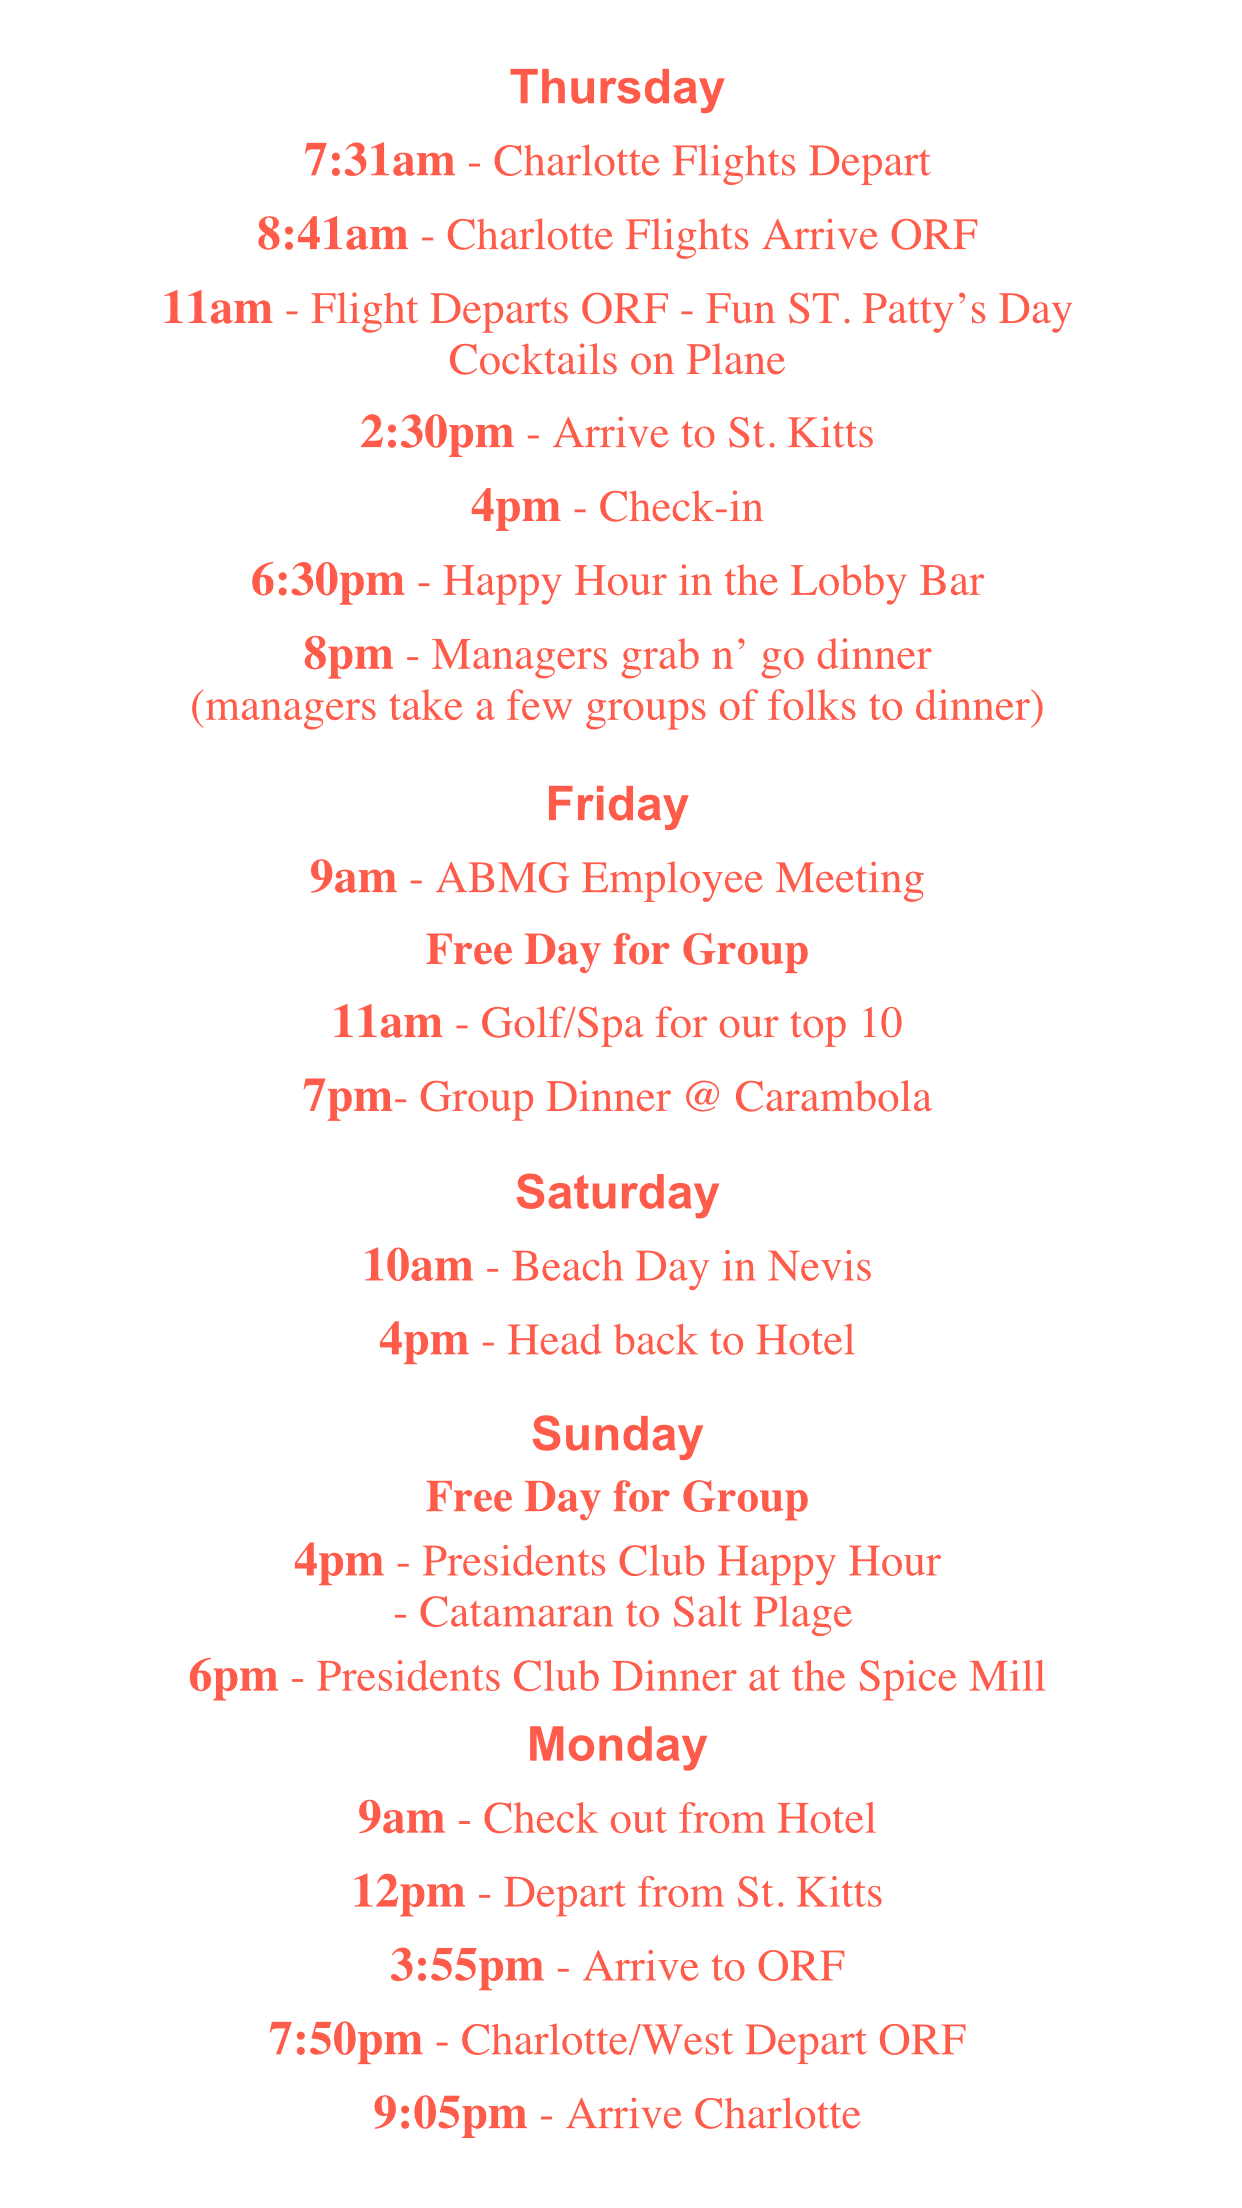 Thursday
7:31am - Charlotte Flights Depart
8:41am - Charlotte Flights Arrive ORF
11am - Flight Departs ORF - Fun ST. Patty’s Day
Cocktails on Plane
2:30pm - Arrive to St. Kitts
4pm - Check-in
6:30pm - Happy Hour in the Lobby Bar
8pm - Managers grab n’ go dinner
(managers take a few groups of folks to dinner)
Friday
9am - ABMG Employee Meeting
Free Day for Group
11am - Golf/Spa for our top 10
7pm- Group Dinner @ Carambola
Saturday
10am - Beach Day in Nevis
4pm - Head back to Hotel
Sunday
Free Day for Group
4pm - Presidents Club Happy Hour
- Catamaran to Salt Plage
6pm - Presidents Club Dinner at the Spice Mill
Monday
9am - Check out from Hotel
12pm - Depart from St. Kitts
3:55pm - Arrive to ORF
7:50pm - Charlotte/West Depart ORF
9:05pm - Arrive Charlotte